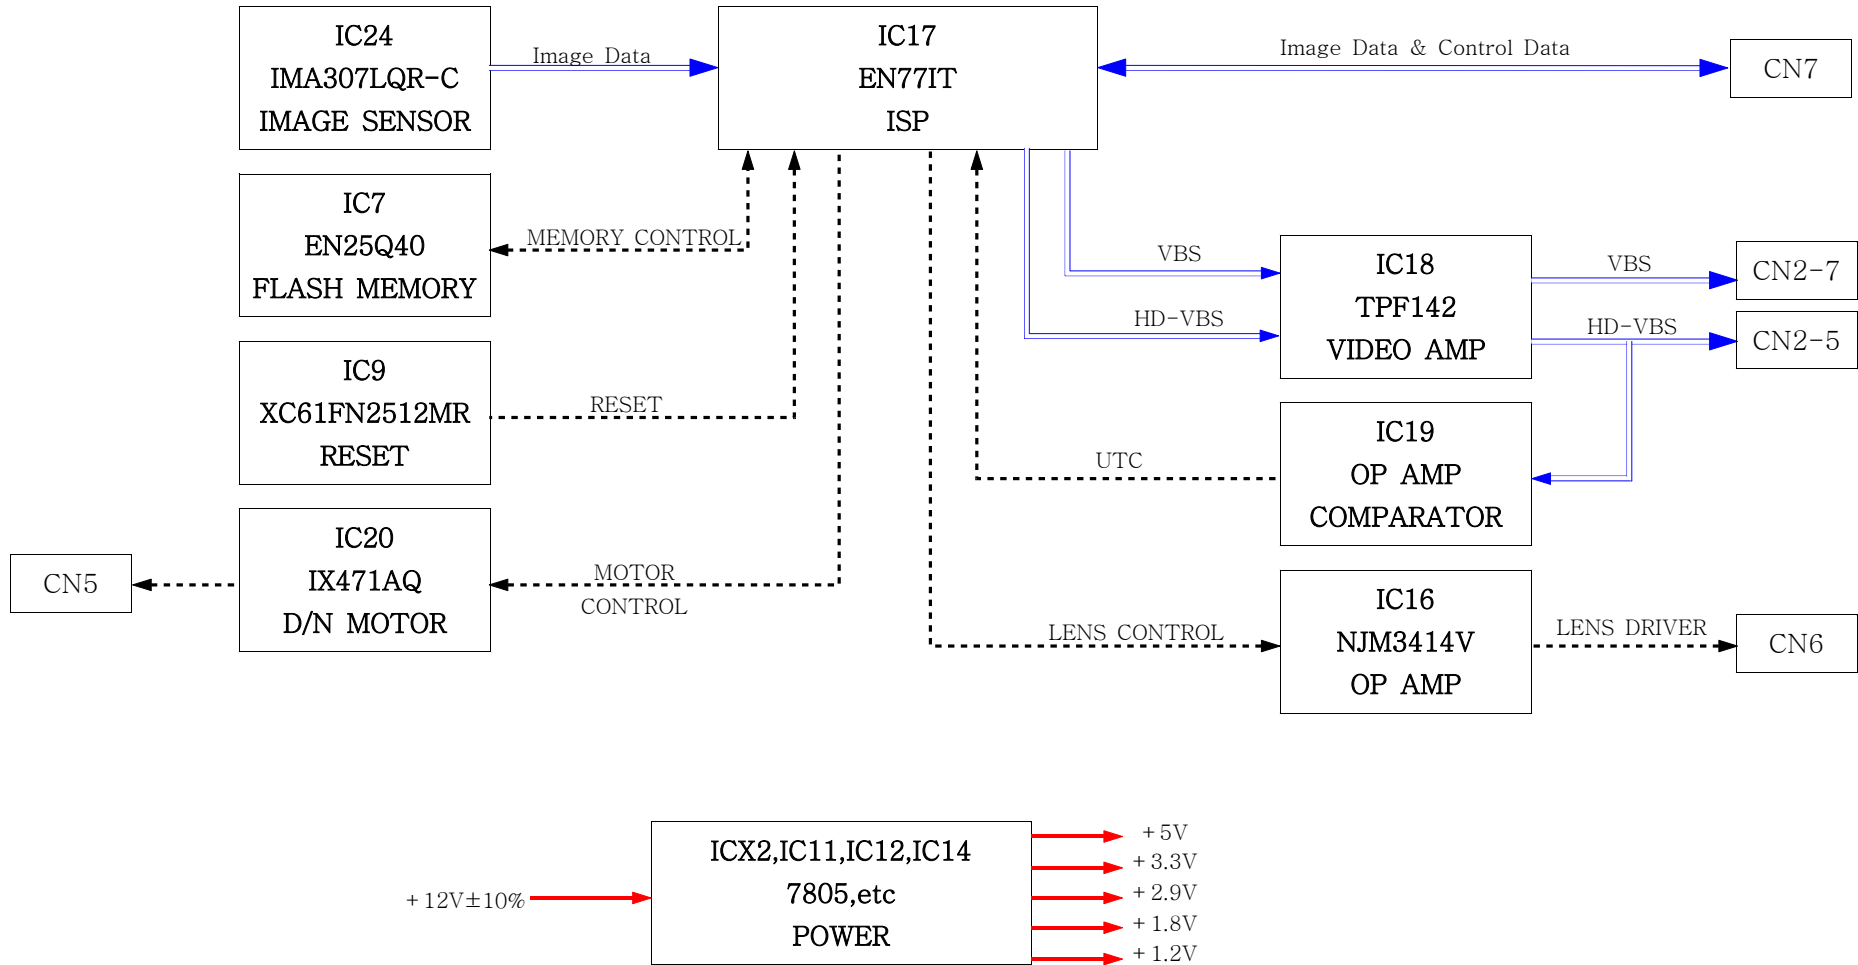 IC24
IMA307LQR-C
IMAGE SENSOR
Image Data
IC17
EN77IT
ISP
Image Data & Control Data
CN7
IC7
EN25Q40
FLASH MEMORY
MEMORY CONTROL
VBS
HD-VBS
IC18
TPF142
VIDEO AMP
VBS
CN2-7
HD-VBS
CN2-5
IC9
XC61FN2512MR
RESET
RESET
UTC
IC19
OP AMP
COMPARATOR
CN5
IC20
IX471AQ
D/N MOTOR
MOTOR
CONTROL
LENS CONTROL
IC16
NJM3414V
OP AMP
LENS DRIVER
CN6
+12V±10%
ICX2,IC11,IC12,IC14
7805,etc
POWER
+5V
+3.3V
+2.9V
+1.8V
+1.2V